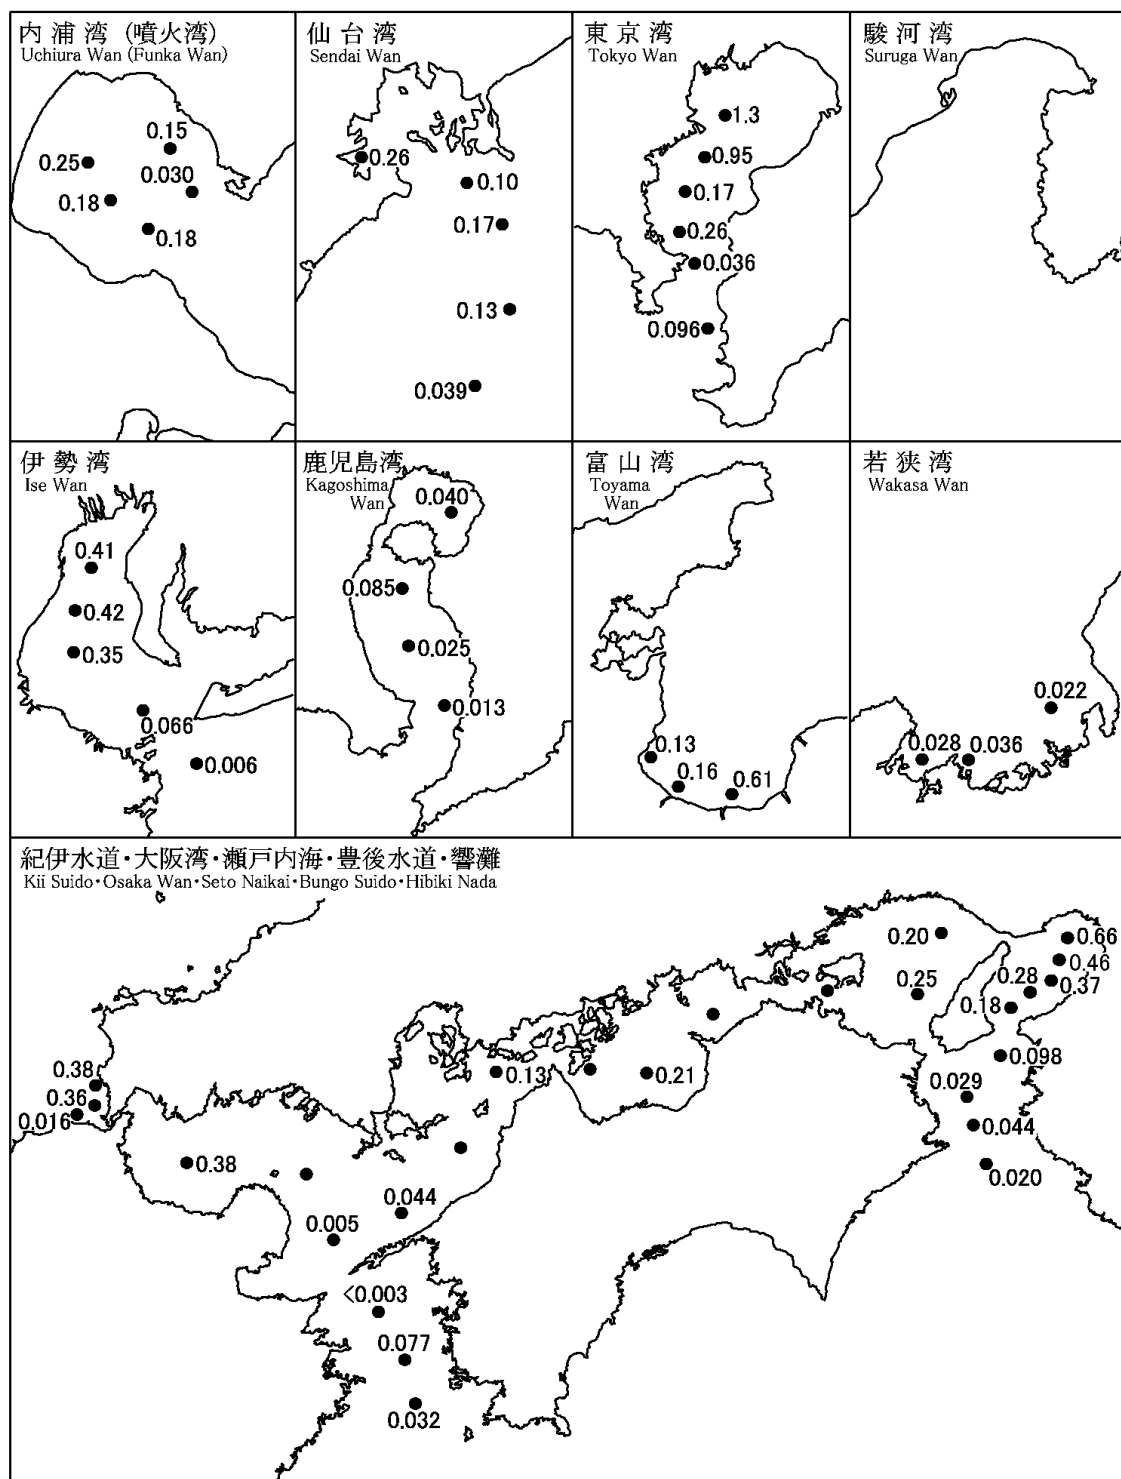 内浦湾 (噴火湾)
Uchiura Wan (Funka Wan)
0.15
0.25
0.030
0.18
0.18
仙台湾
Sendai Wan
0.26
0.10
0.17
0.13
0.039
東京湾
Tokyo Wan
1.3
0.95
0.17
0.26
0.036
0.096
駿河湾
Suruga Wan
伊勢湾
Ise Wan
0.41
0.42
0.35
0.066
0.006
鹿児島湾
Kagoshima
Wan
0.040
0.085
0.025
0.013
富山湾
Toyama
Wan
0.13
0.16
0.61
若狭湾
Wakasa Wan
0.022
0.028
0.036
紀伊水道・大阪湾・瀬戸内海・豊後水道・響灘
Kii Suido・Osaka Wan・Seto Naikai・Bungo Suido・Hibiki Nada
0.20
0.66
0.46
0.25
0.28
0.37
0.18
0.098
0.38
0.13
0.21
0.36
0.029
0.016
0.044
0.38
0.020
0.044
0.005
<0.003
0.077
0.032